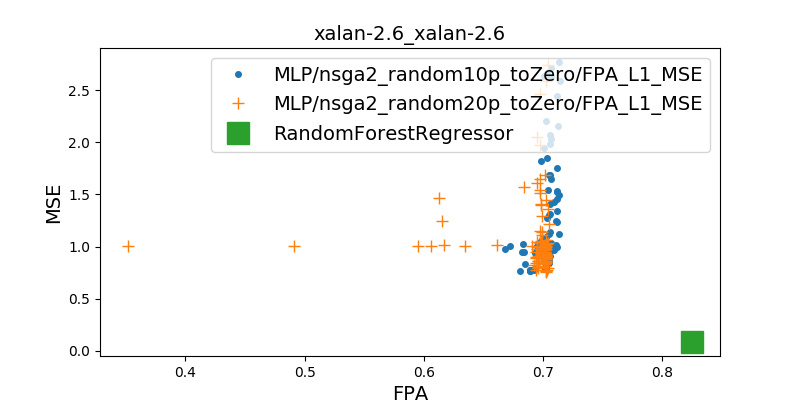 xalan-2.6_xalan-2.6
MLP/nsga2_random10p_toZero/FPA_L1_MSE
MLP/nsga2_random20p_toZero/FPA_L1_MSE
RandomForestRegressor
MSE
2.5
2.0
1.5
1.0
0.5
0.0
0.4 0.5 0.6 0.7 0.8
FPA